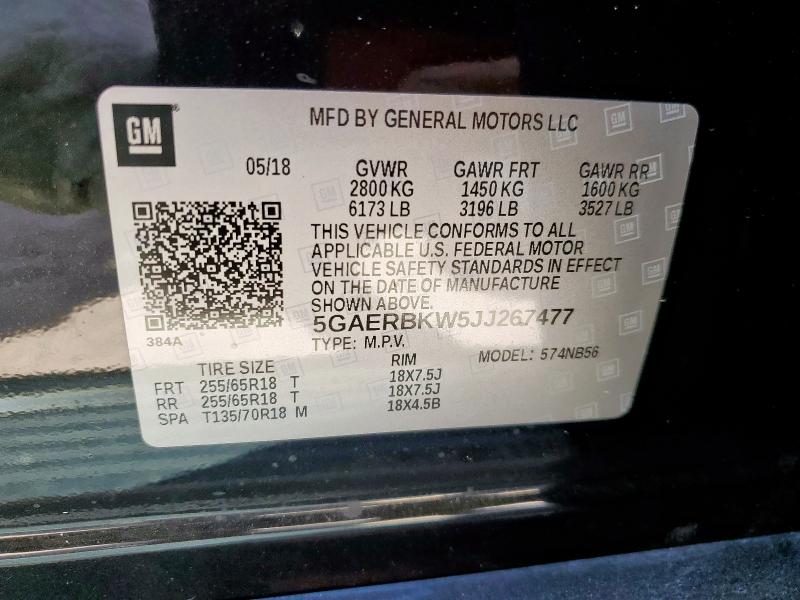 GM
MFD BY GENERAL MOTORS LLC
05/18 GVWR GAWR FRT GAWR RR
2800 KG 1450 KG 1600 KG
6173 LB 3196 LB 3527 LB
THIS VEHICLE CONFORMS TO ALL
APPLICABLE U.S. FEDERAL MOTOR
VEHICLE SAFETY STANDARDS IN EFFECT
ON THE DATE OF MANUFACTURE
SHOWN ABOVE.
5GAERBKW5JJ267477
384A
TYPE: M.P.V. MODEL: 574NB56
TIRE SIZE RIM
FRT 255/65R18 T 18X7.5J
RR 255/65R18 T 18X7.5J
SPA T135/70R18 M 18X4.5B